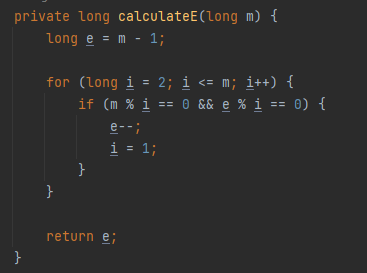 private long calculateE(long m) {
    long e = m - 1;

    for (long i = 2; i <= m; i++) {
        if (m % i == 0 && e % i == 0) {
            e--;
            i = 1;
        }
    }

    return e;
}